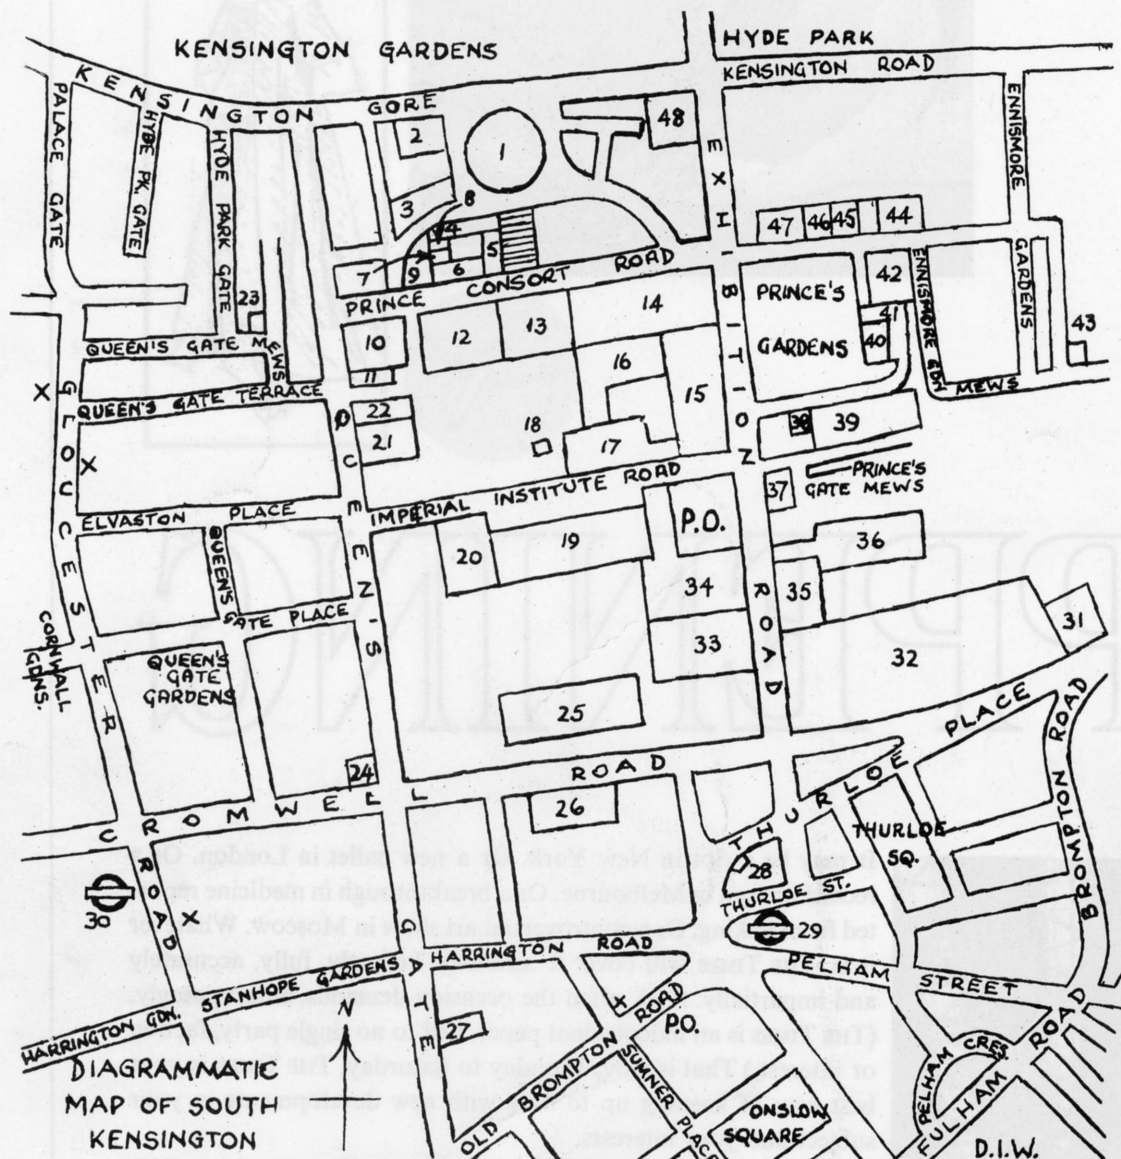 KENSINGTON GARDENS
HYDE PARK
KENSINGTON ROAD
KENSINGTON GORE
PALACE GATE
HYDE PK. GATE
HYDE PARK GATE
ENNISMORE
GARDENS
EXHIBITION ROAD
48
2
1
3
8
4
5
7
9
6
47
46
45
44
42
41
40
43
PRINCE CONSORT ROAD
PRINCE'S
GARDENS
ENNISMORE GDN MEWS
23
QUEEN'S GATE MEWS
10
11
12
13
14
16
15
X
QUEEN'S GATE TERRACE
22
21
18
17
38
39
X
PRINCE'S
GATE MEWS
37
ELVASTON PLACE
IMPERIAL INSTITUTE ROAD
P.O.
20
19
36
QUEENS GATE PLACE
34
35
33
32
31
CORNWALL
GDNS.
GLOUCESTER ROAD
QUEEN'S
GATE
GARDENS
QUEENS GATE
25
24
CROMWELL ROAD
26
THURLOE PLACE
BROMPTON ROAD
THURLOE
SQ.
28
THURLOE ST.
29
30
X
HARRINGTON GDN. STANHOPE GARDENS HARRINGTON ROAD
PELHAM STREET
27
N
ROAD
P.O.
OLD BROMPTON
SUMNER PLACE
ONSLOW
SQUARE
PELHAM CRES.
FULHAM ROAD
DIAGRAMMATIC
MAP OF SOUTH
KENSINGTON
D.I.W.